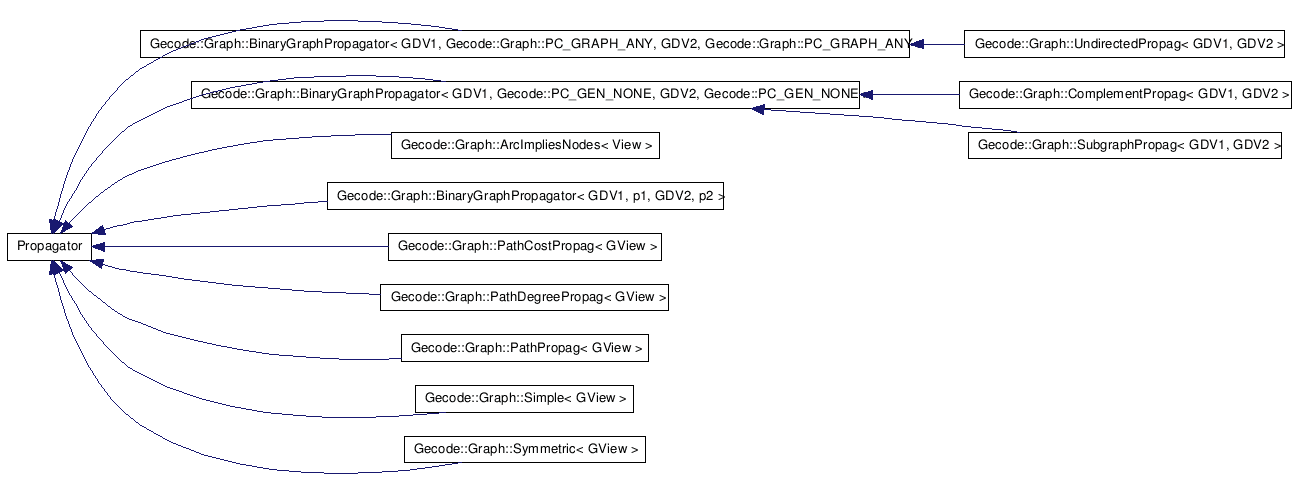 Gecode::Graph::BinaryGraphPropagator< GDV1, Gecode::Graph::PC_GRAPH_ANY, GDV2, Gecode::Graph::PC_GRAPH_ANY
Gecode::Graph::UndirectedPropag< GDV1, GDV2 >
Gecode::Graph::BinaryGraphPropagator< GDV1, Gecode::PC_GEN_NONE, GDV2, Gecode::PC_GEN_NONE
Gecode::Graph::ComplementPropag< GDV1, GDV2 >
Gecode::Graph::ArcImpliesNodes< View >
Gecode::Graph::SubgraphPropag< GDV1, GDV2 >
Gecode::Graph::BinaryGraphPropagator< GDV1, p1, GDV2, p2 >
Propagator
Gecode::Graph::PathCostPropag< GView >
Gecode::Graph::PathDegreePropag< GView >
Gecode::Graph::PathPropag< GView >
Gecode::Graph::Simple< GView >
Gecode::Graph::Symmetric< GView >